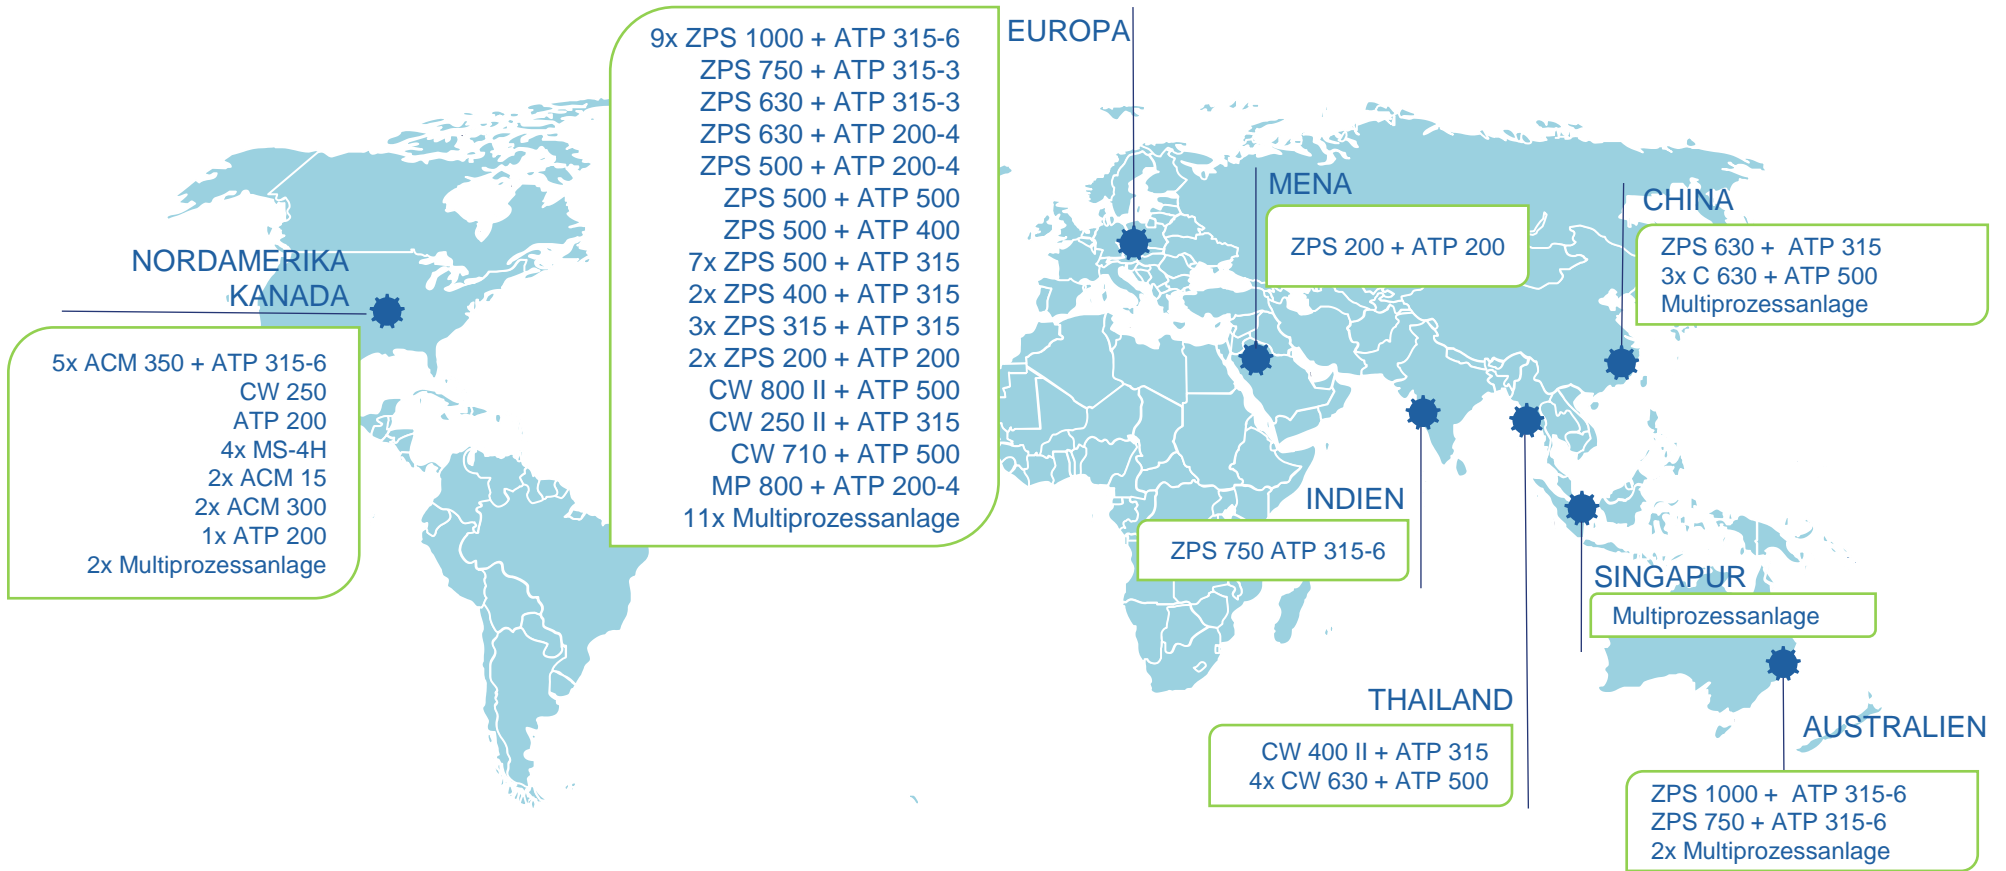 NORDAMERIKA
KANADA
5x ACM 350 + ATP 315-6
CW 250
ATP 200
4x MS-4H
2x ACM 15
2x ACM 300
1x ATP 200
2x Multiprozessanlage
EUROPA
9x ZPS 1000 + ATP 315-6
ZPS 750 + ATP 315-3
ZPS 630 + ATP 315-3
ZPS 630 + ATP 200-4
ZPS 500 + ATP 200-4
ZPS 500 + ATP 500
ZPS 500 + ATP 400
7x ZPS 500 + ATP 315
2x ZPS 400 + ATP 315
3x ZPS 315 + ATP 315
2x ZPS 200 + ATP 200
CW 800 II + ATP 500
CW 250 II + ATP 315
CW 710 + ATP 500
MP 800 + ATP 200-4
11x Multiprozessanlage
MENA
ZPS 200 + ATP 200
CHINA
ZPS 630 + ATP 315
3x C 630 + ATP 500
Multiprozessanlage
INDIEN
ZPS 750 ATP 315-6
SINGAPUR
Multiprozessanlage
THAILAND
CW 400 II + ATP 315
4x CW 630 + ATP 500
AUSTRALIEN
ZPS 1000 + ATP 315-6
ZPS 750 + ATP 315-6
2x Multiprozessanlage